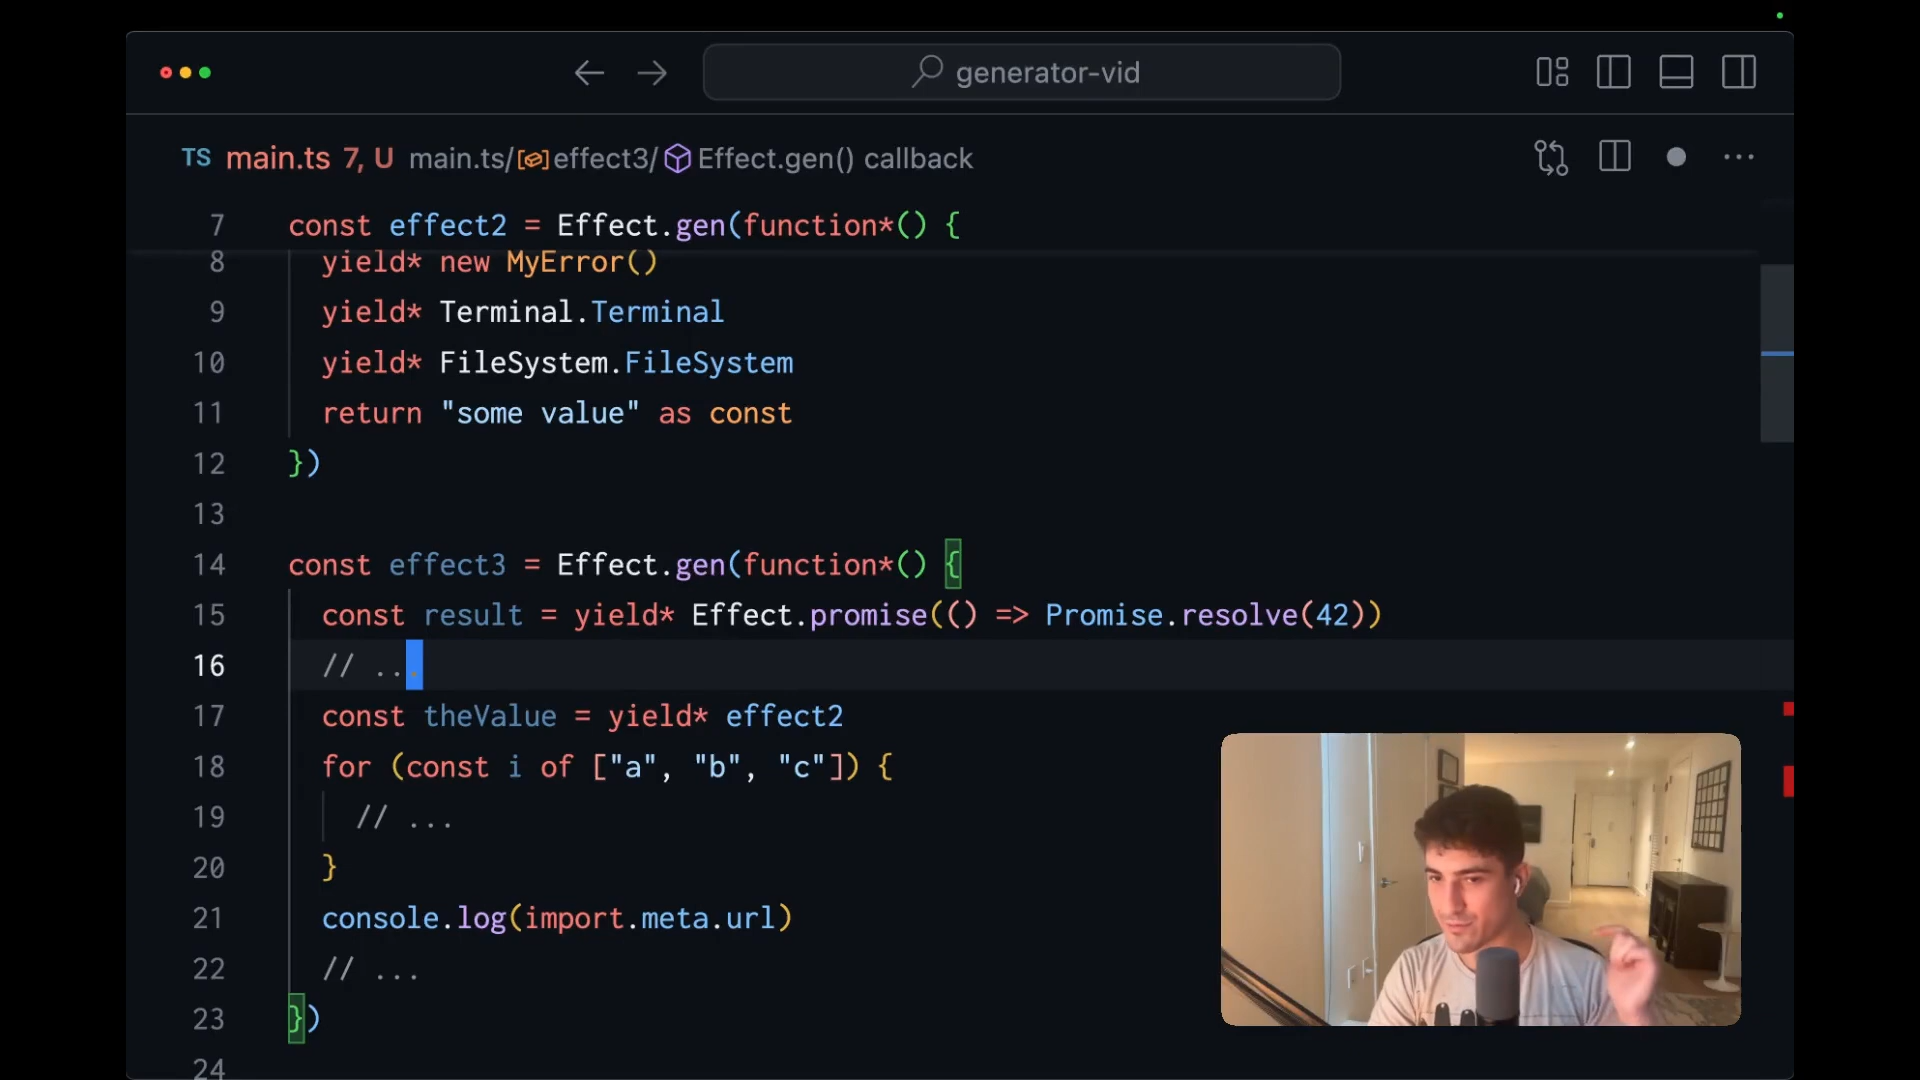 generator-vid
TS main.ts 7, U main.ts/effect3/Effect.gen() callback
7 const effect2 = Effect.gen(function*() {
8 yield* new MyError()
9 yield* Terminal.Terminal
10 yield* FileSystem.FileSystem
11 return "some value" as const
12 })
13
14 const effect3 = Effect.gen(function*() {
15 const result = yield* Effect.promise(() => Promise.resolve(42))
16 // ...
17 const theValue = yield* effect2
18 for (const i of ["a", "b", "c"]) {
19 // ...
20 }
21 console.log(import.meta.url)
22 // ...
23 })
24